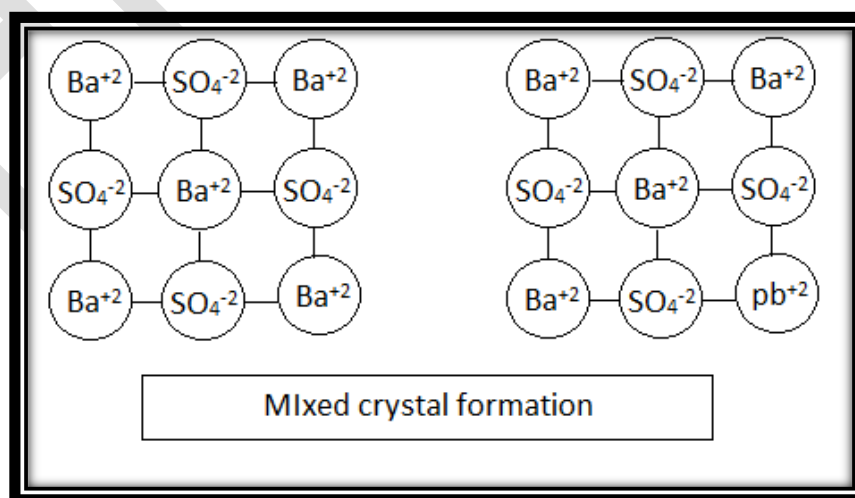 Ba+2 SO4-2 Ba+2 Ba+2 SO4-2 Ba+2
SO4-2 Ba+2 SO4-2 SO4-2 Ba+2 SO4-2
Ba+2 SO4-2 Ba+2 Ba+2 SO4-2 pb+2
MIxed crystal formation